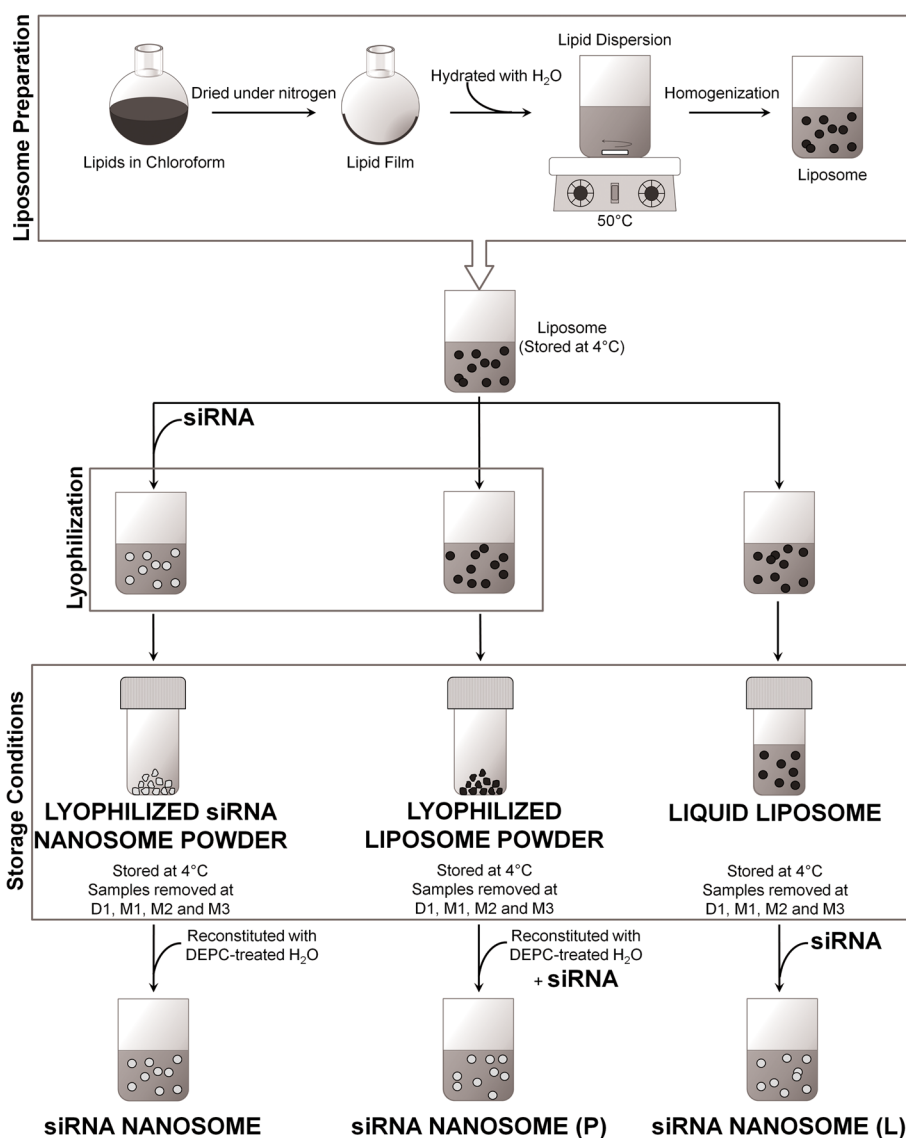 Liposome Preparation
Lipids in Chloroform
Dried under nitrogen
Lipid Film
Hydrated with H₂O
Lipid Dispersion
50°C
Homogenization
Liposome
Liposome
(Stored at 4°C)
siRNA
Lyophilization
Storage Conditions
LYOPHILIZED siRNA
NANOSOME POWDER
Stored at 4°C
Samples removed at
D1, M1, M2 and M3
LYOPHILIZED
LIPOSOME POWDER
Stored at 4°C
Samples removed at
D1, M1, M2 and M3
LIQUID LIPOSOME
Stored at 4°C
Samples removed at
D1, M1, M2 and M3
Reconstituted with
DEPC-treated H₂O
Reconstituted with
DEPC-treated H₂O
+ siRNA
siRNA
siRNA NANOSOME
siRNA NANOSOME (P)
siRNA NANOSOME (L)